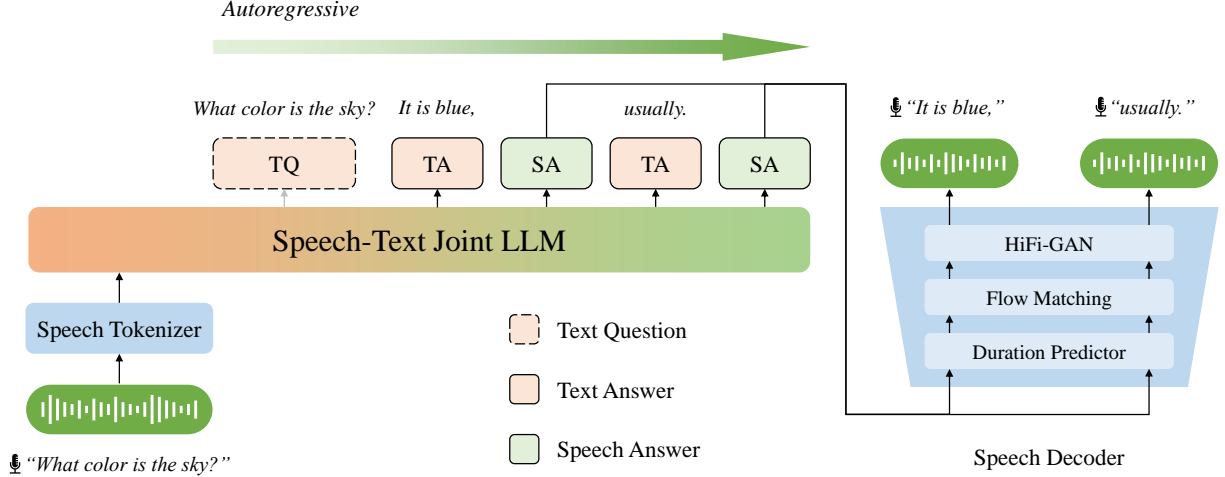 Autoregressive
What color is the sky?
It is blue,
usually.
“It is blue,”
“usually.”
TQ
TA
SA
TA
SA
Speech-Text Joint LLM
HiFi-GAN
Flow Matching
Duration Predictor
Speech Tokenizer
Text Question
Text Answer
Speech Answer
“What color is the sky?”
Speech Decoder